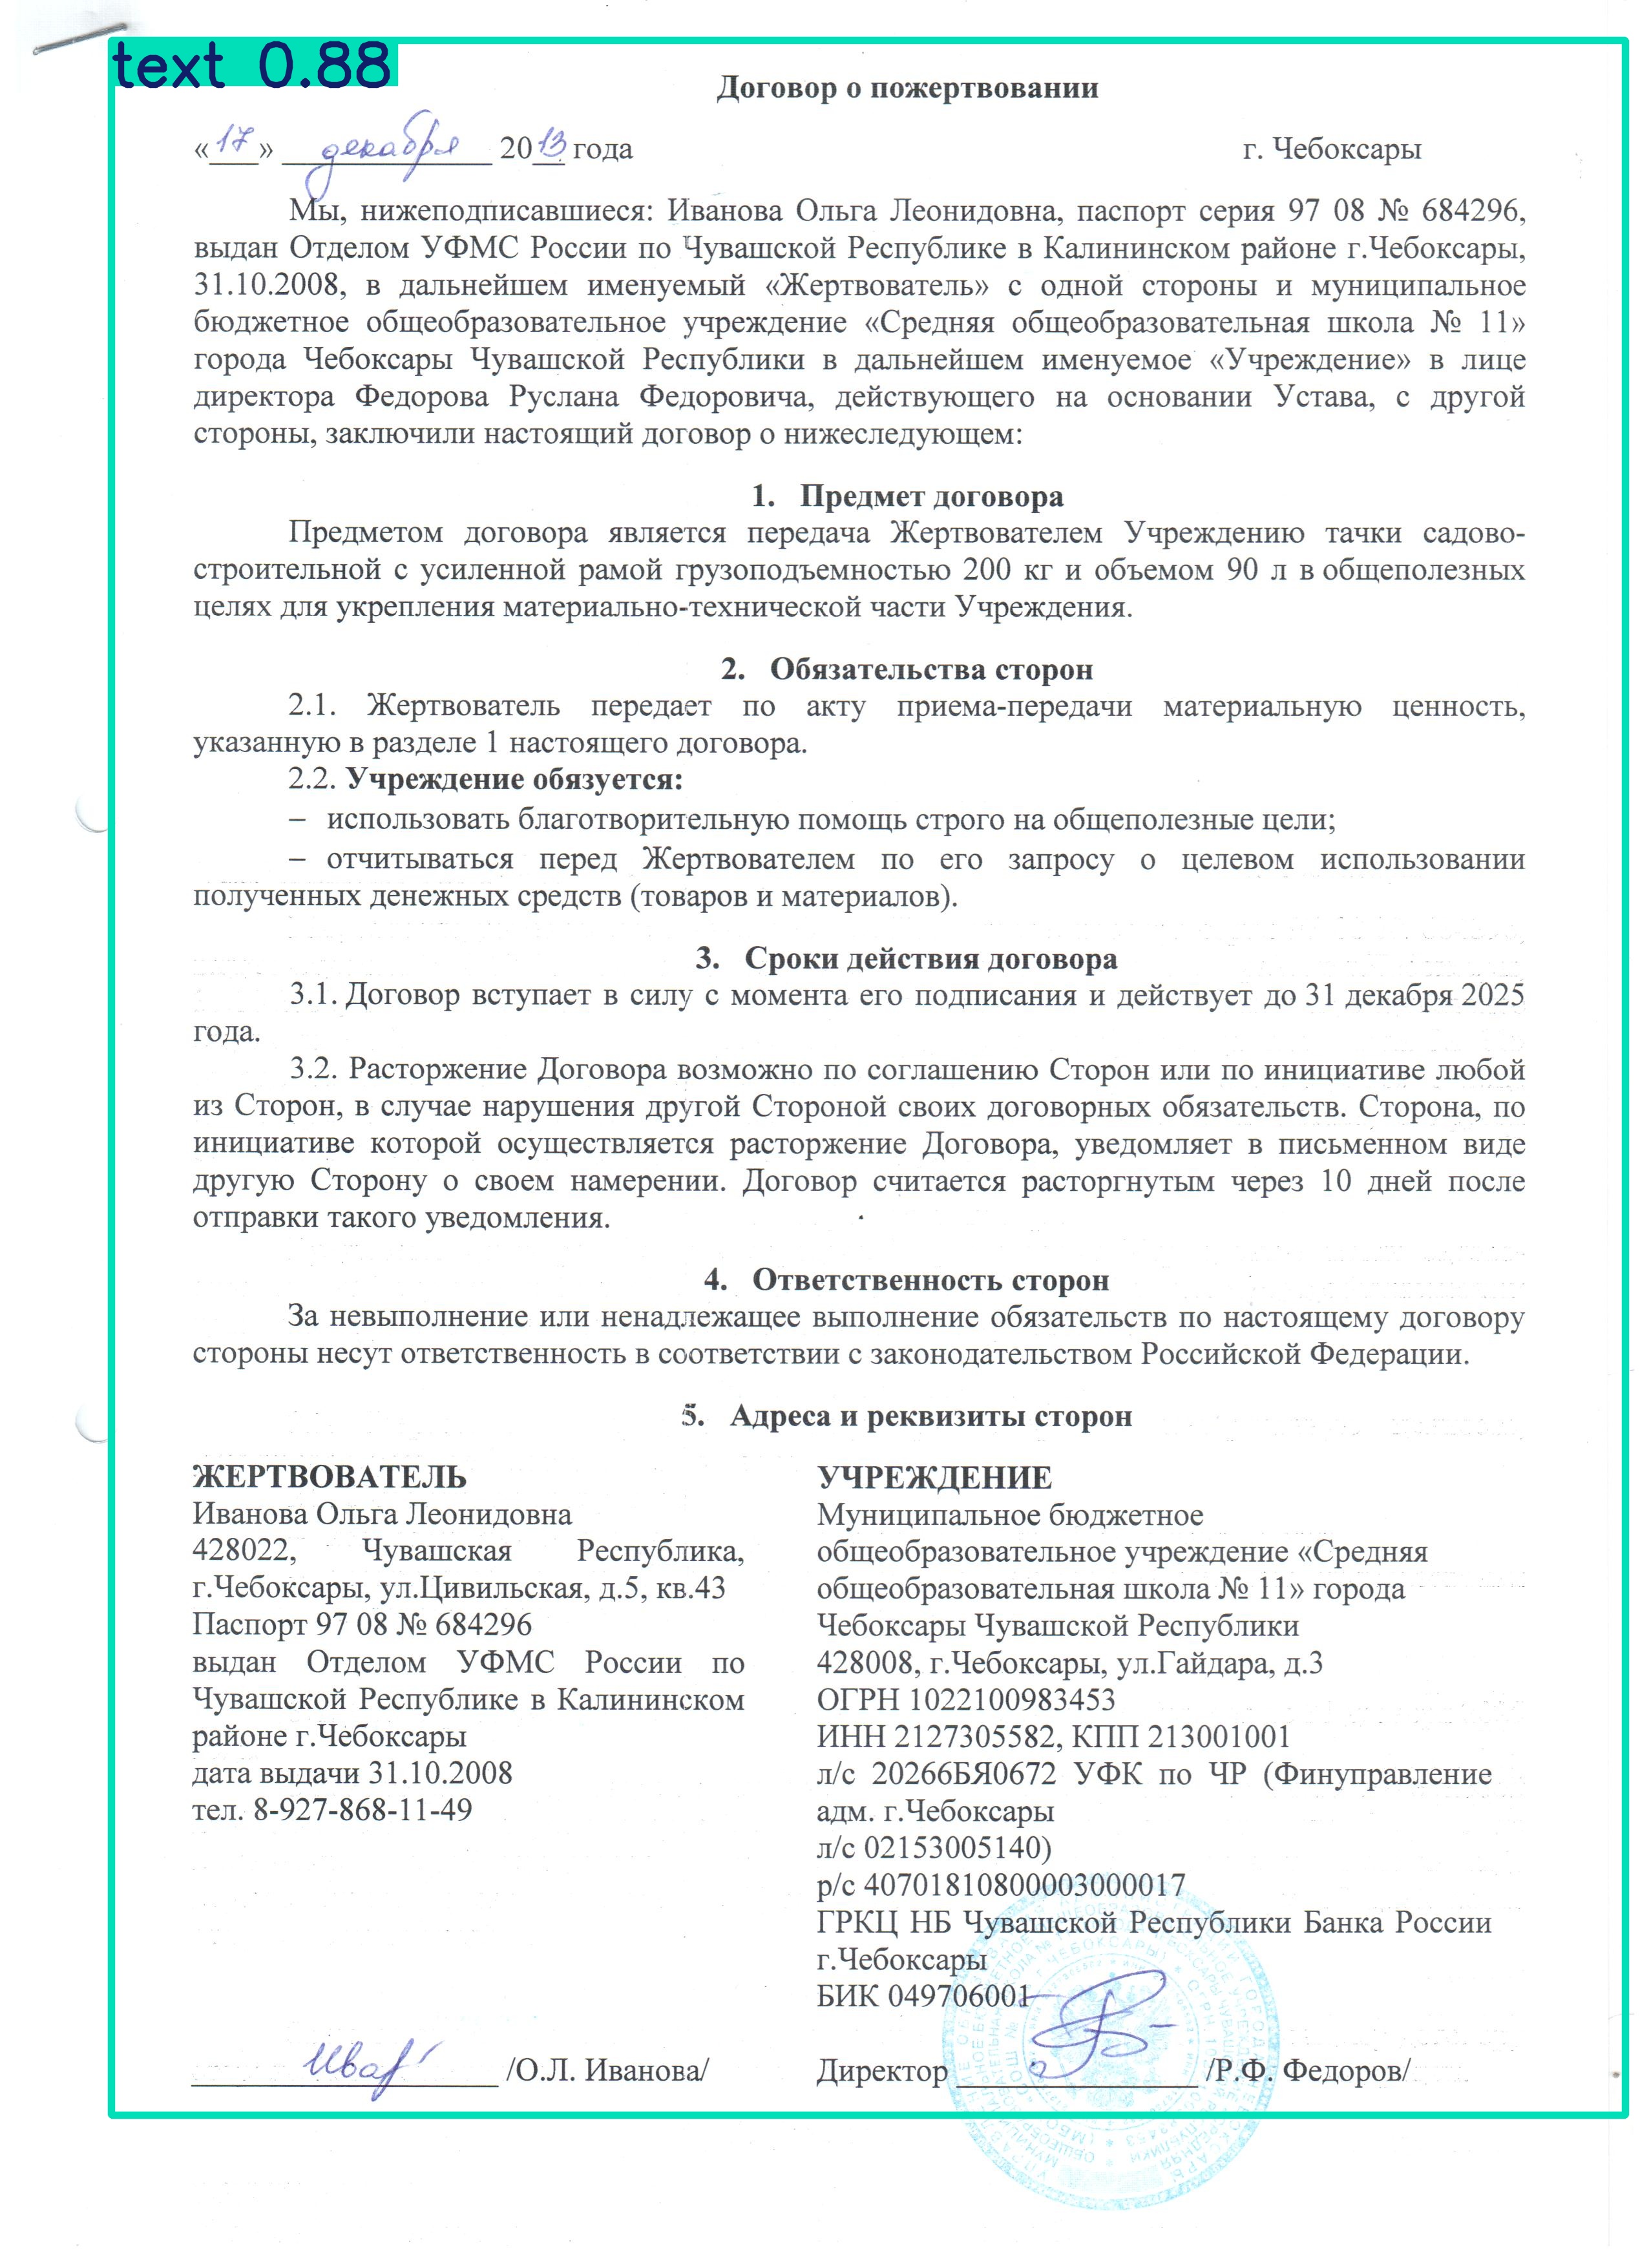 text 0.88
Договор о пожертвовании
«17» декабря 2013 года г. Чебоксары
Мы, нижеподписавшиеся: Иванова Ольга Леонидовна, паспорт серия 97 08 № 684296,
выдан Отделом УФМС России по Чувашской Республике в Калининском районе г.Чебоксары,
31.10.2008, в дальнейшем именуемый «Жертвователь» с одной стороны и муниципальное
бюджетное общеобразовательное учреждение «Средняя общеобразовательная школа № 11»
города Чебоксары Чувашской Республики в дальнейшем именуемое «Учреждение» в лице
директора Федорова Руслана Федоровича, действующего на основании Устава, с другой
стороны, заключили настоящий договор о нижеследующем:
1. Предмет договора
Предметом договора является передача Жертвователем Учреждению тачки садово-
строительной с усиленной рамой грузоподъемностью 200 кг и объемом 90 л в общеполезных
целях для укрепления материально-технической части Учреждения.
2. Обязательства сторон
2.1. Жертвователь передает по акту приема-передачи материальную ценность,
указанную в разделе 1 настоящего договора.
2.2. Учреждение обязуется:
– использовать благотворительную помощь строго на общеполезные цели;
– отчитываться перед Жертвователем по его запросу о целевом использовании
полученных денежных средств (товаров и материалов).
3. Сроки действия договора
3.1. Договор вступает в силу с момента его подписания и действует до 31 декабря 2025
года.
3.2. Расторжение Договора возможно по соглашению Сторон или по инициативе любой
из Сторон, в случае нарушения другой Стороной своих договорных обязательств. Сторона, по
инициативе которой осуществляется расторжение Договора, уведомляет в письменном виде
другую Сторону о своем намерении. Договор считается расторгнутым через 10 дней после
отправки такого уведомления.
4. Ответственность сторон
За невыполнение или ненадлежащее выполнение обязательств по настоящему договору
стороны несут ответственность в соответствии с законодательством Российской Федерации.
5. Адреса и реквизиты сторон
ЖЕРТВОВАТЕЛЬ
Иванова Ольга Леонидовна
428022, Чувашская Республика,
г.Чебоксары, ул.Цивильская, д.5, кв.43
Паспорт 97 08 № 684296
выдан Отделом УФМС России по
Чувашской Республике в Калининском
районе г.Чебоксары
дата выдачи 31.10.2008
тел. 8-927-868-11-49
/О.Л. Иванова/
УЧРЕЖДЕНИЕ
Муниципальное бюджетное
общеобразовательное учреждение «Средняя
общеобразовательная школа № 11» города
Чебоксары Чувашской Республики
428008, г.Чебоксары, ул.Гайдара, д.3
ОГРН 1022100983453
ИНН 2127305582, КПП 213001001
л/с 20266БЯ0672 УФК по ЧР (Финуправление
адм. г.Чебоксары
л/с 02153005140)
р/с 40701810800003000017
ГРКЦ НБ Чувашской Республики Банка России
г.Чебоксары
БИК 049706001
Директор /Р.Ф. Федоров/